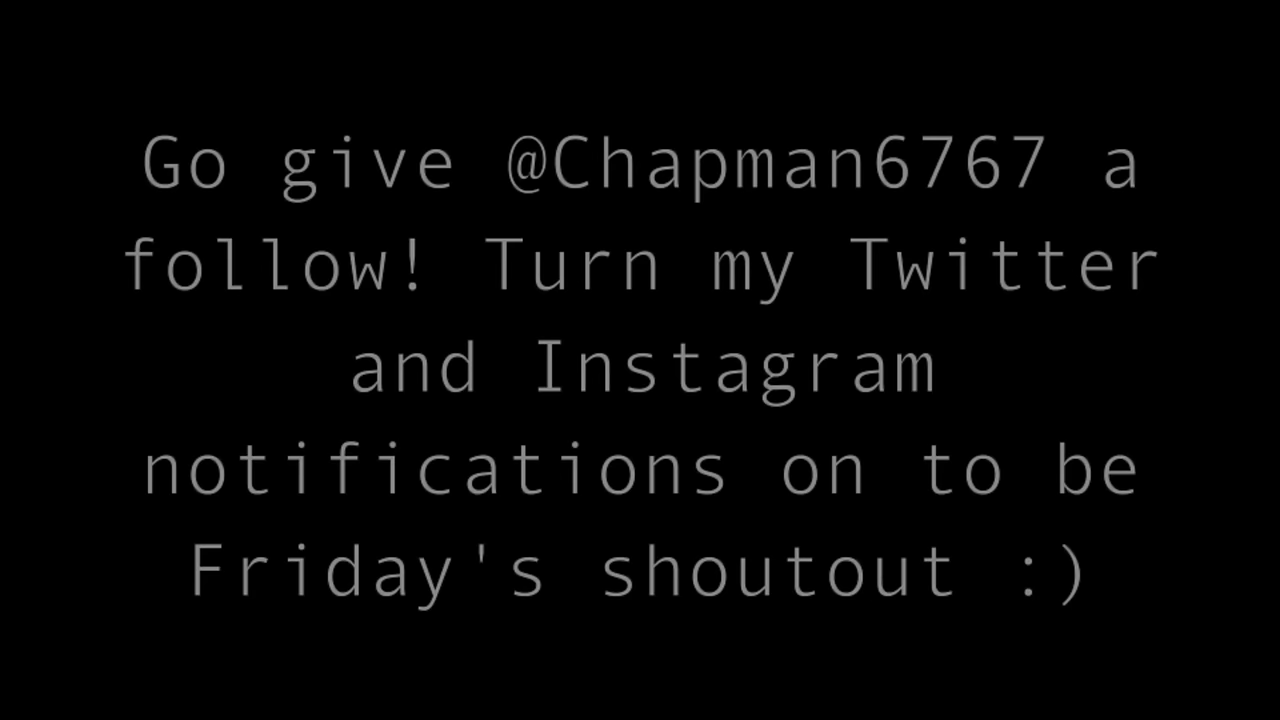 Go give @Chapman6767 a
follow! Turn my Twitter
and Instagram
notifications on to be
Friday's shoutout :)